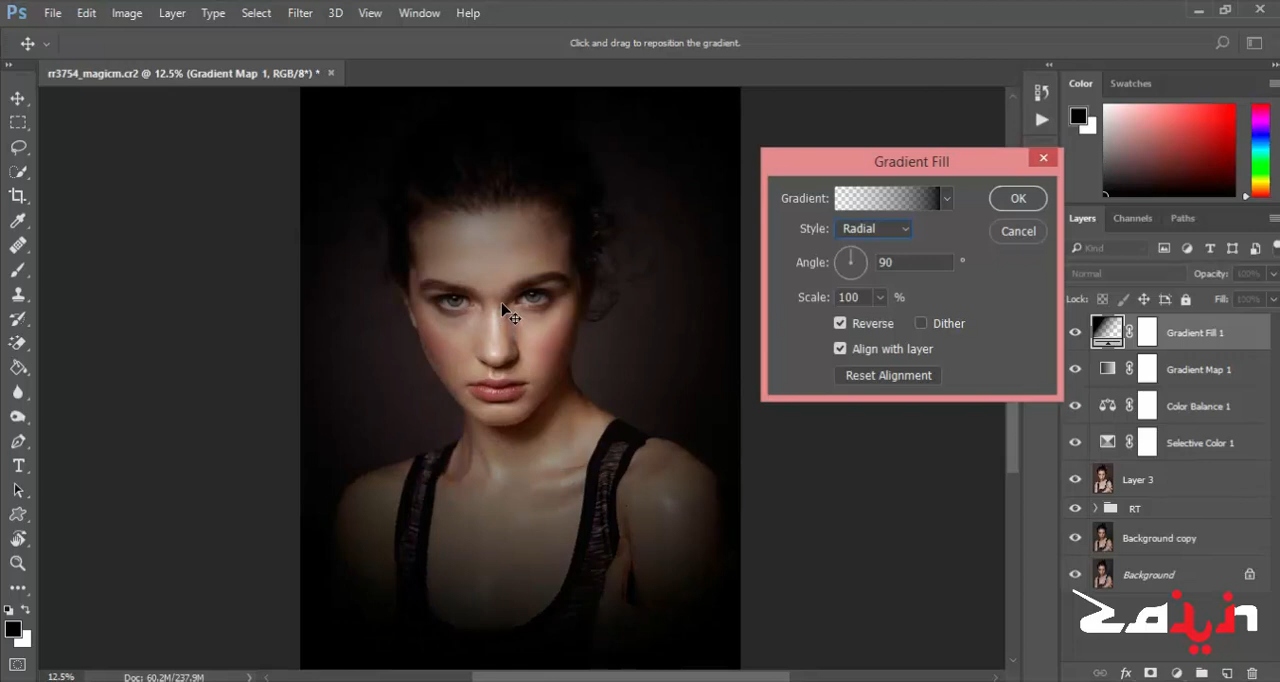 Ps File Edit Image Layer Type Select Filter 3D View Window Help
Click and drag to reposition the gradient.
rr3754_magicm.cr2 @ 12.5% (Gradient Map 1, RGB/8*) *
Color Swatches
Gradient Fill
Gradient:
OK
Style: Radial
Cancel
Angle: 90 °
Scale: 100 %
Reverse Dither
Align with layer
Reset Alignment
Layers Channels Paths
Kind
Normal Opacity: 100%
Lock: Fill: 100%
Gradient Fill 1
Gradient Map 1
Color Balance 1
Selective Color 1
Layer 3
RT
Background copy
Background
12.5% Doc: 60.2M/237.9M
fx